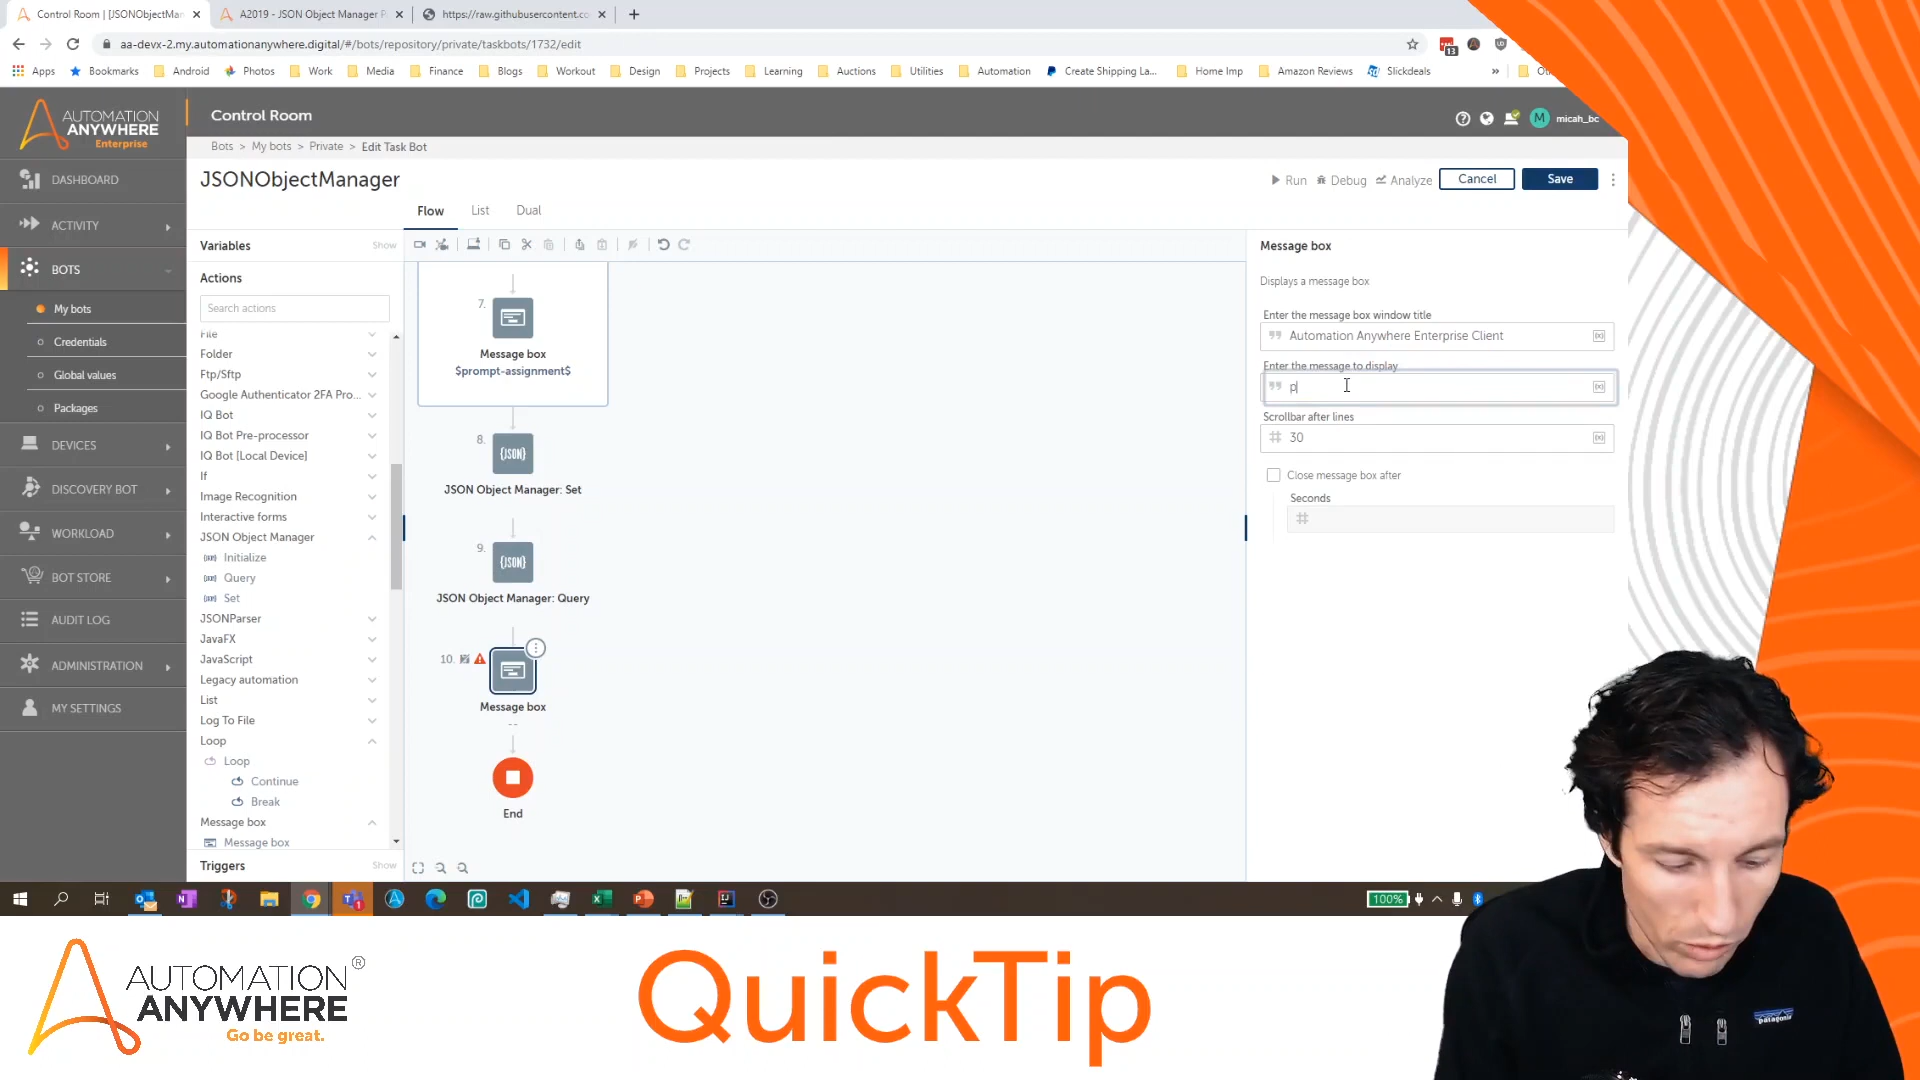 Control Room | [JSONObjectMan
A2019 - JSON Object Manager P
https://raw.githubusercontent.co
aa-devx-2.my.automationanywhere.digital/#/bots/repository/private/taskbots/1732/edit
13
Apps
Bookmarks
Android
Photos
Work
Media
Finance
Blogs
Workout
Design
Projects
Learning
Auctions
Utilities
Automation
Create Shipping La...
Home Imp
Amazon Reviews
Slickdeals
»
AUTOMATION
ANYWHERE
Enterprise
Control Room
M
micah_bc
Bots > My bots > Private > Edit Task Bot
JSONObjectManager
Run
Debug
Analyze
Cancel
Save
Flow
List
Dual
DASHBOARD
ACTIVITY
BOTS
My bots
Credentials
Global values
Packages
DEVICES
DISCOVERY BOT
WORKLOAD
BOT STORE
AUDIT LOG
ADMINISTRATION
MY SETTINGS
Variables
Show
Actions
Search actions
File
Folder
Ftp/Sftp
Google Authenticator 2FA Pro...
IQ Bot
IQ Bot Pre-processor
IQ Bot [Local Device]
If
Image Recognition
Interactive forms
JSON Object Manager
Initialize
Query
Set
JSONParser
JavaFX
JavaScript
Legacy automation
List
Log To File
Loop
Loop
Continue
Break
Message box
Message box
Triggers
Show
7.
Message box
$prompt-assignment$
8.
{JSON}
JSON Object Manager: Set
9.
{JSON}
JSON Object Manager: Query
10.
Message box
--
End
Message box
Displays a message box
Enter the message box window title
Automation Anywhere Enterprise Client
Enter the message to display
p
Scrollbar after lines
30
Close message box after
Seconds
100%
AUTOMATION®
ANYWHERE
Go be great.
QuickTip
patagonia